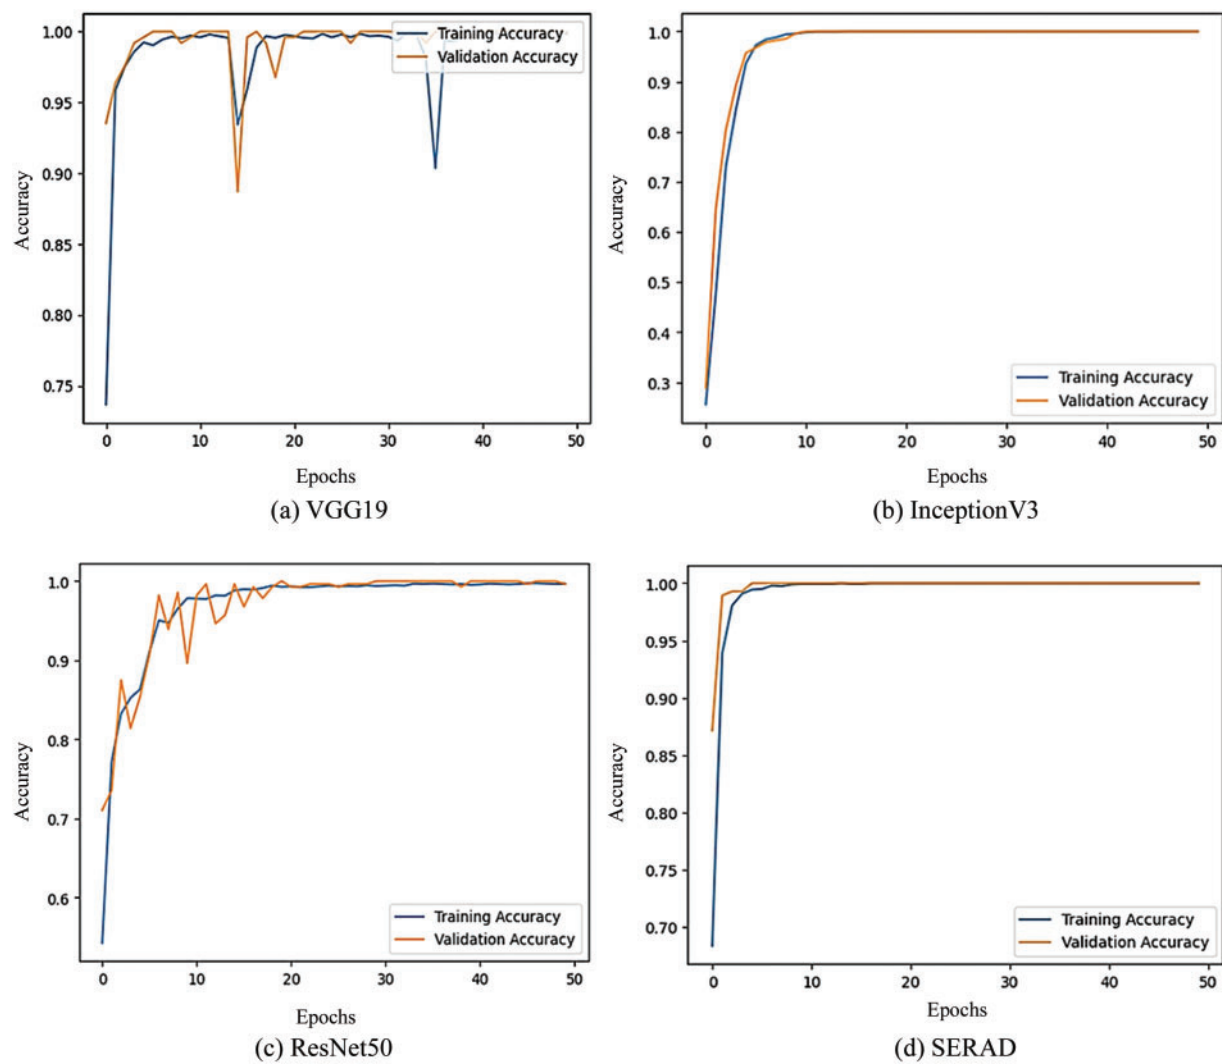 1.00
0.95
0.90
0.85
0.80
0.75
Accuracy
Training Accuracy
Validation Accuracy
0 10 20 30 40 50
Epochs
(a) VGG19
1.0
0.9
0.8
0.7
0.6
0.5
0.4
0.3
Accuracy
Training Accuracy
Validation Accuracy
0 10 20 30 40 50
Epochs
(b) InceptionV3
1.0
0.9
0.8
0.7
0.6
Accuracy
Training Accuracy
Validation Accuracy
0 10 20 30 40 50
Epochs
(c) ResNet50
1.00
0.95
0.90
0.85
0.80
0.75
0.70
Accuracy
Training Accuracy
Validation Accuracy
0 10 20 30 40 50
Epochs
(d) SERAD